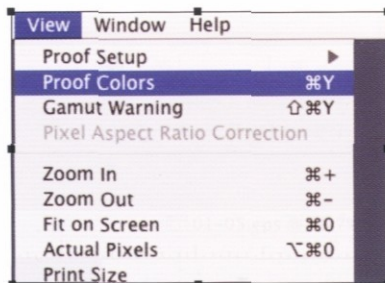 View Window Help
Proof Setup ▶
Proof Colors ⌘Y
Gamut Warning ⇧⌘Y
Pixel Aspect Ratio Correction
Zoom In ⌘+
Zoom Out ⌘-
Fit on Screen ⌘0
Actual Pixels ⌥⌘0
Print Size